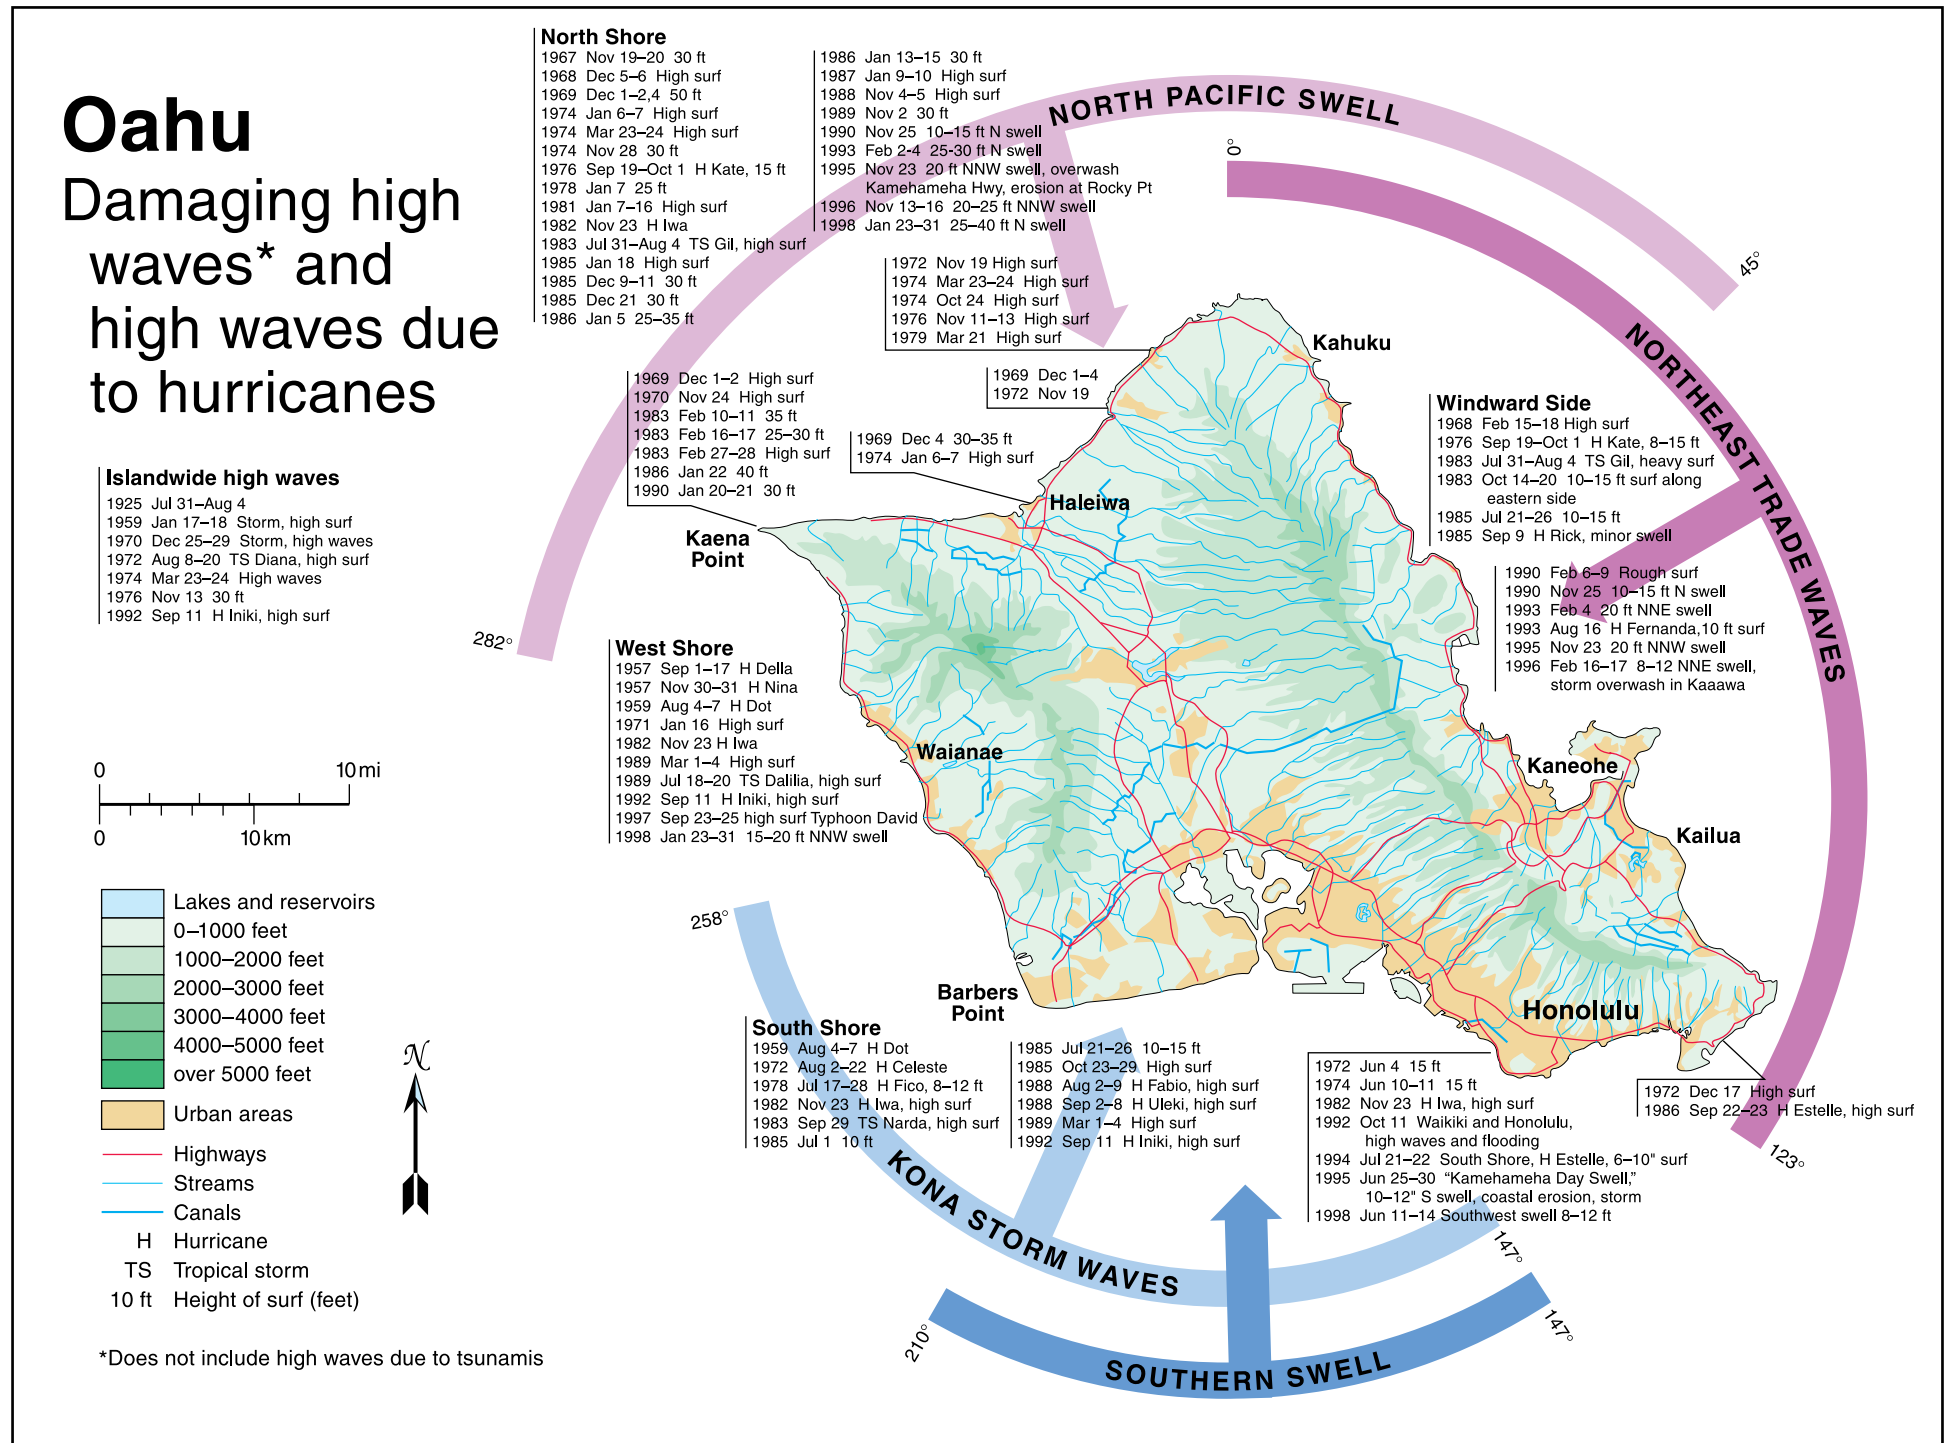 Oahu
Damaging high
waves* and
high waves due
to hurricanes
Islandwide high waves
1925 Jul 31–Aug 4
1959 Jan 17–18 Storm, high surf
1970 Dec 25–29 Storm, high waves
1972 Aug 8–20 TS Diana, high surf
1974 Mar 23–24 High waves
1976 Nov 13 30 ft
1992 Sep 11 H Iniki, high surf
North Shore
1967 Nov 19–20 30 ft
1968 Dec 5–6 High surf
1969 Dec 1–2,4 50 ft
1974 Jan 6–7 High surf
1974 Mar 23–24 High surf
1974 Nov 28 30 ft
1976 Sep 19–Oct 1 H Kate, 15 ft
1978 Jan 7 25 ft
1981 Jan 7–16 High surf
1982 Nov 23 H Iwa
1983 Jul 31–Aug 4 TS Gil, high surf
1985 Jan 18 High surf
1985 Dec 9–11 30 ft
1985 Dec 21 30 ft
1986 Jan 5 25–35 ft
1986 Jan 13–15 30 ft
1987 Jan 9–10 High surf
1988 Nov 4–5 High surf
1989 Nov 2 30 ft
1990 Nov 25 10–15 ft N swell
1993 Feb 2-4 25-30 ft N swell
1995 Nov 23 20 ft NNW swell, overwash
Kamehameha Hwy, erosion at Rocky Pt
1996 Nov 13–16 20–25 ft NNW swell
1998 Jan 23–31 25–40 ft N swell
NORTH PACIFIC SWELL
0°
45°
282°
1972 Nov 19 High surf
1974 Mar 23–24 High surf
1974 Oct 24 High surf
1976 Nov 11–13 High surf
1979 Mar 21 High surf
1969 Dec 1–4
1972 Nov 19
1969 Dec 1–2 High surf
1970 Nov 24 High surf
1983 Feb 10–11 35 ft
1983 Feb 16–17 25–30 ft
1983 Feb 27–28 High surf
1986 Jan 22 40 ft
1990 Jan 20–21 30 ft
1969 Dec 4 30–35 ft
1974 Jan 6–7 High surf
Kahuku
Haleiwa
Kaena
Point
NORTHEAST TRADE WAVES
123°
Windward Side
1968 Feb 15–18 High surf
1976 Sep 19–Oct 1 H Kate, 8–15 ft
1983 Jul 31–Aug 4 TS Gil, heavy surf
1983 Oct 14–20 10–15 ft surf along
eastern side
1985 Jul 21–26 10–15 ft
1985 Sep 9 H Rick, minor swell
1990 Feb 6–9 Rough surf
1990 Nov 25 10–15 ft N swell
1993 Feb 4 20 ft NNE swell
1993 Aug 16 H Fernanda,10 ft surf
1995 Nov 23 20 ft NNW swell
1996 Feb 16–17 8–12 NNE swell,
storm overwash in Kaaawa
West Shore
1957 Sep 1–17 H Della
1957 Nov 30–31 H Nina
1959 Aug 4–7 H Dot
1971 Jan 16 High surf
1982 Nov 23 H Iwa
1989 Mar 1–4 High surf
1989 Jul 18–20 TS Dalilia, high surf
1992 Sep 11 H Iniki, high surf
1997 Sep 23–25 high surf Typhoon David
1998 Jan 23–31 15–20 ft NNW swell
Waianae
Kaneohe
Kailua
Honolulu
Barbers
Point
0 10 mi
0 10 km
Lakes and reservoirs
0–1000 feet
1000–2000 feet
2000–3000 feet
3000–4000 feet
4000–5000 feet
over 5000 feet
Urban areas
Highways
Streams
Canals
H Hurricane
TS Tropical storm
10 ft Height of surf (feet)
N
*Does not include high waves due to tsunamis
South Shore
1959 Aug 4–7 H Dot
1972 Aug 2–22 H Celeste
1978 Jul 17–28 H Fico, 8–12 ft
1982 Nov 23 H Iwa, high surf
1983 Sep 29 TS Narda, high surf
1985 Jul 1 10 ft
1985 Jul 21–26 10–15 ft
1985 Oct 23–29 High surf
1988 Aug 2–9 H Fabio, high surf
1988 Sep 2–8 H Uleki, high surf
1989 Mar 1–4 High surf
1992 Sep 11 H Iniki, high surf
1972 Jun 4 15 ft
1974 Jun 10–11 15 ft
1982 Nov 23 H Iwa, high surf
1992 Oct 11 Waikiki and Honolulu,
high waves and flooding
1994 Jul 21–22 South Shore, H Estelle, 6–10" surf
1995 Jun 25–30 “Kamehameha Day Swell,”
10–12" S swell, coastal erosion, storm
1998 Jun 11–14 Southwest swell 8–12 ft
1972 Dec 17 High surf
1986 Sep 22–23 H Estelle, high surf
258°
KONA STORM WAVES
147°
210°
SOUTHERN SWELL
147°